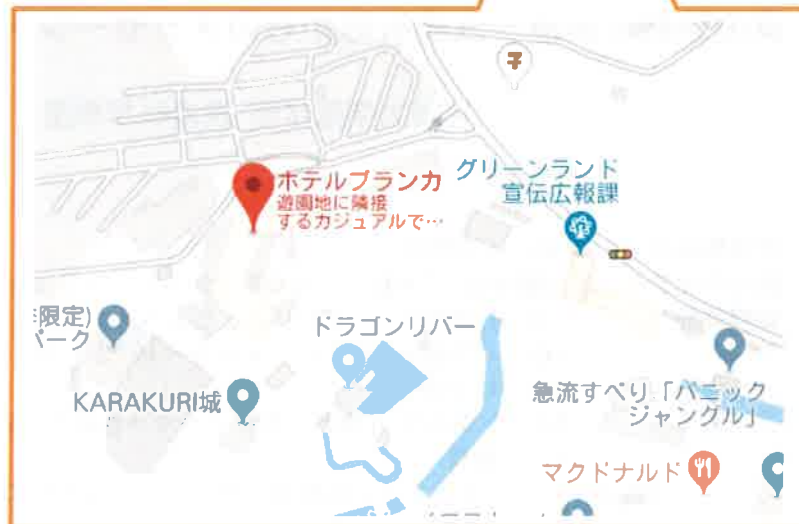 ホテルブランカ
遊園地に隣接
するカジュアルで…
グリーンランド
宣伝広報課
限定)
パーク
ドラゴンリバー
KARAKURI城
急流すべり「パニック
ジャングル」
マクドナルド